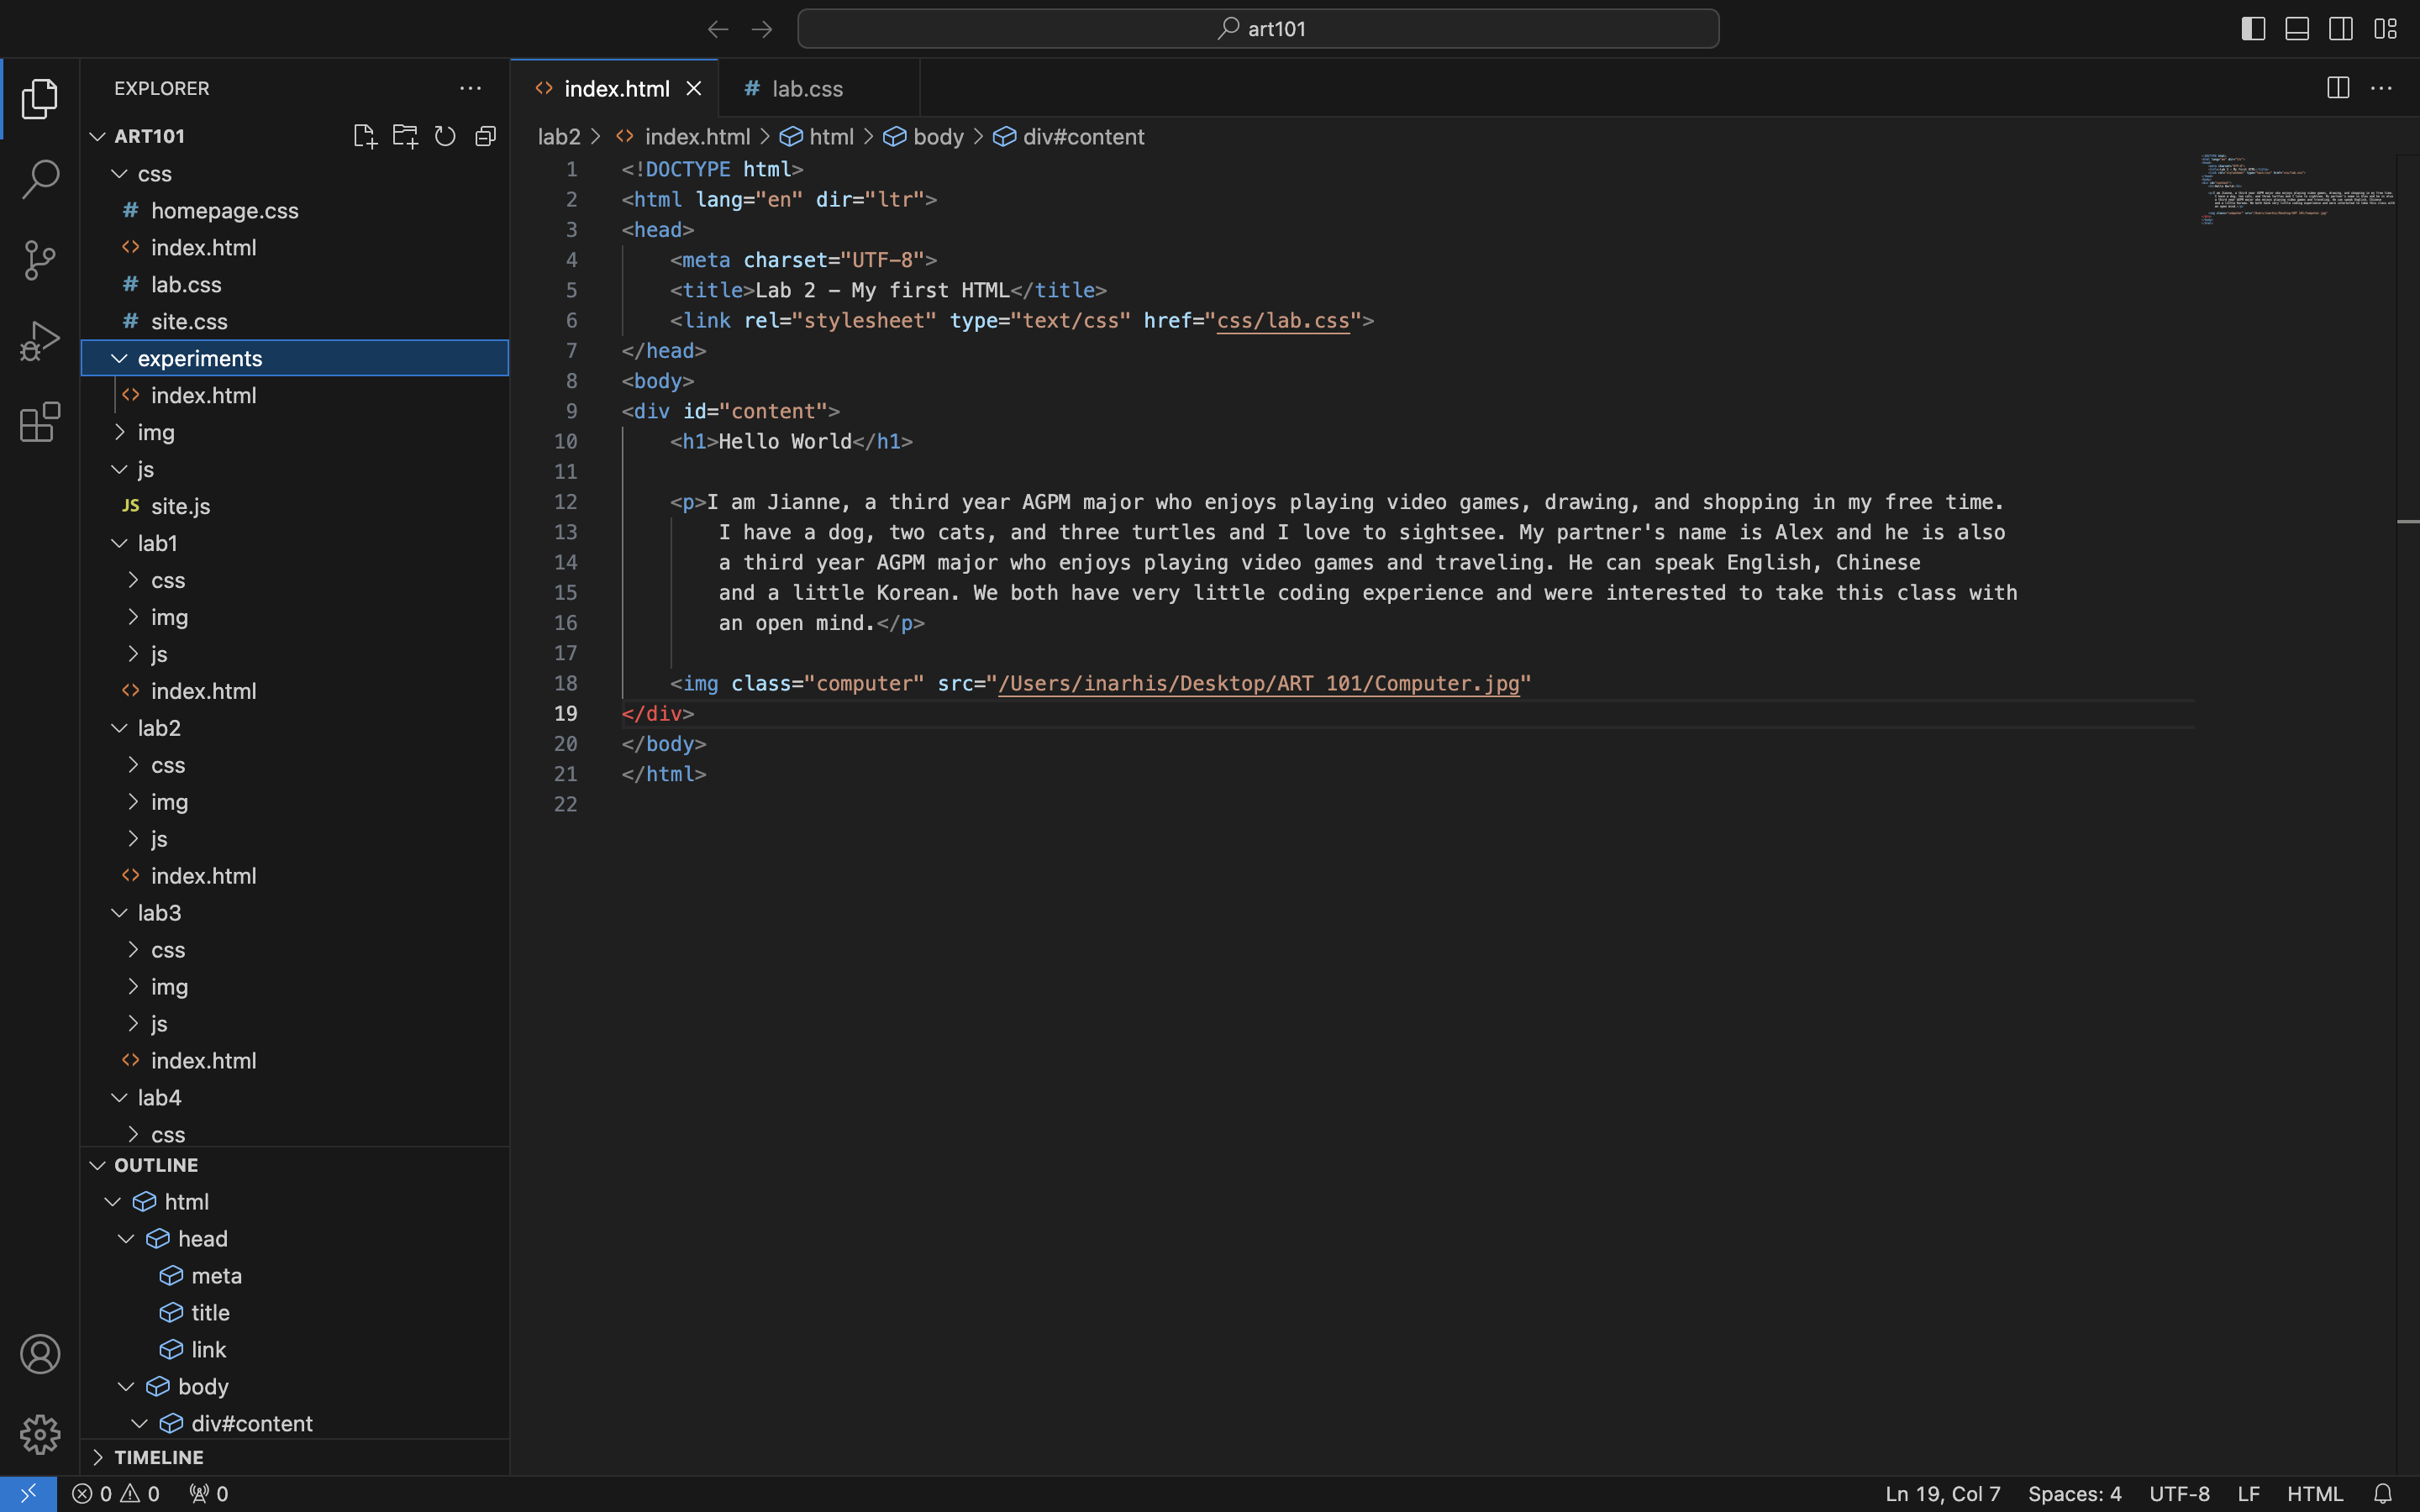 art101
EXPLORER
ART101
css
# homepage.css
<> index.html
# lab.css
# site.css
experiments
<> index.html
img
js
JS site.js
lab1
css
img
js
<> index.html
lab2
css
img
js
<> index.html
lab3
css
img
js
<> index.html
lab4
css
OUTLINE
html
head
meta
title
link
body
div#content
TIMELINE
<> index.html
# lab.css
lab2 > <> index.html > html > body > div#content
1 <!DOCTYPE html>
2 <html lang="en" dir="ltr">
3 <head>
4 <meta charset="UTF-8">
5 <title>Lab 2 - My first HTML</title>
6 <link rel="stylesheet" type="text/css" href="css/lab.css">
7 </head>
8 <body>
9 <div id="content">
10 <h1>Hello World</h1>
11
12 <p>I am Jianne, a third year AGPM major who enjoys playing video games, drawing, and shopping in my free time.
13 I have a dog, two cats, and three turtles and I love to sightsee. My partner's name is Alex and he is also
14 a third year AGPM major who enjoys playing video games and traveling. He can speak English, Chinese
15 and a little Korean. We both have very little coding experience and were interested to take this class with
16 an open mind.</p>
17
18 <img class="computer" src="/Users/inarhis/Desktop/ART 101/Computer.jpg"
19 </div>
20 </body>
21 </html>
22
0 0 0
Ln 19, Col 7 Spaces: 4 UTF-8 LF HTML